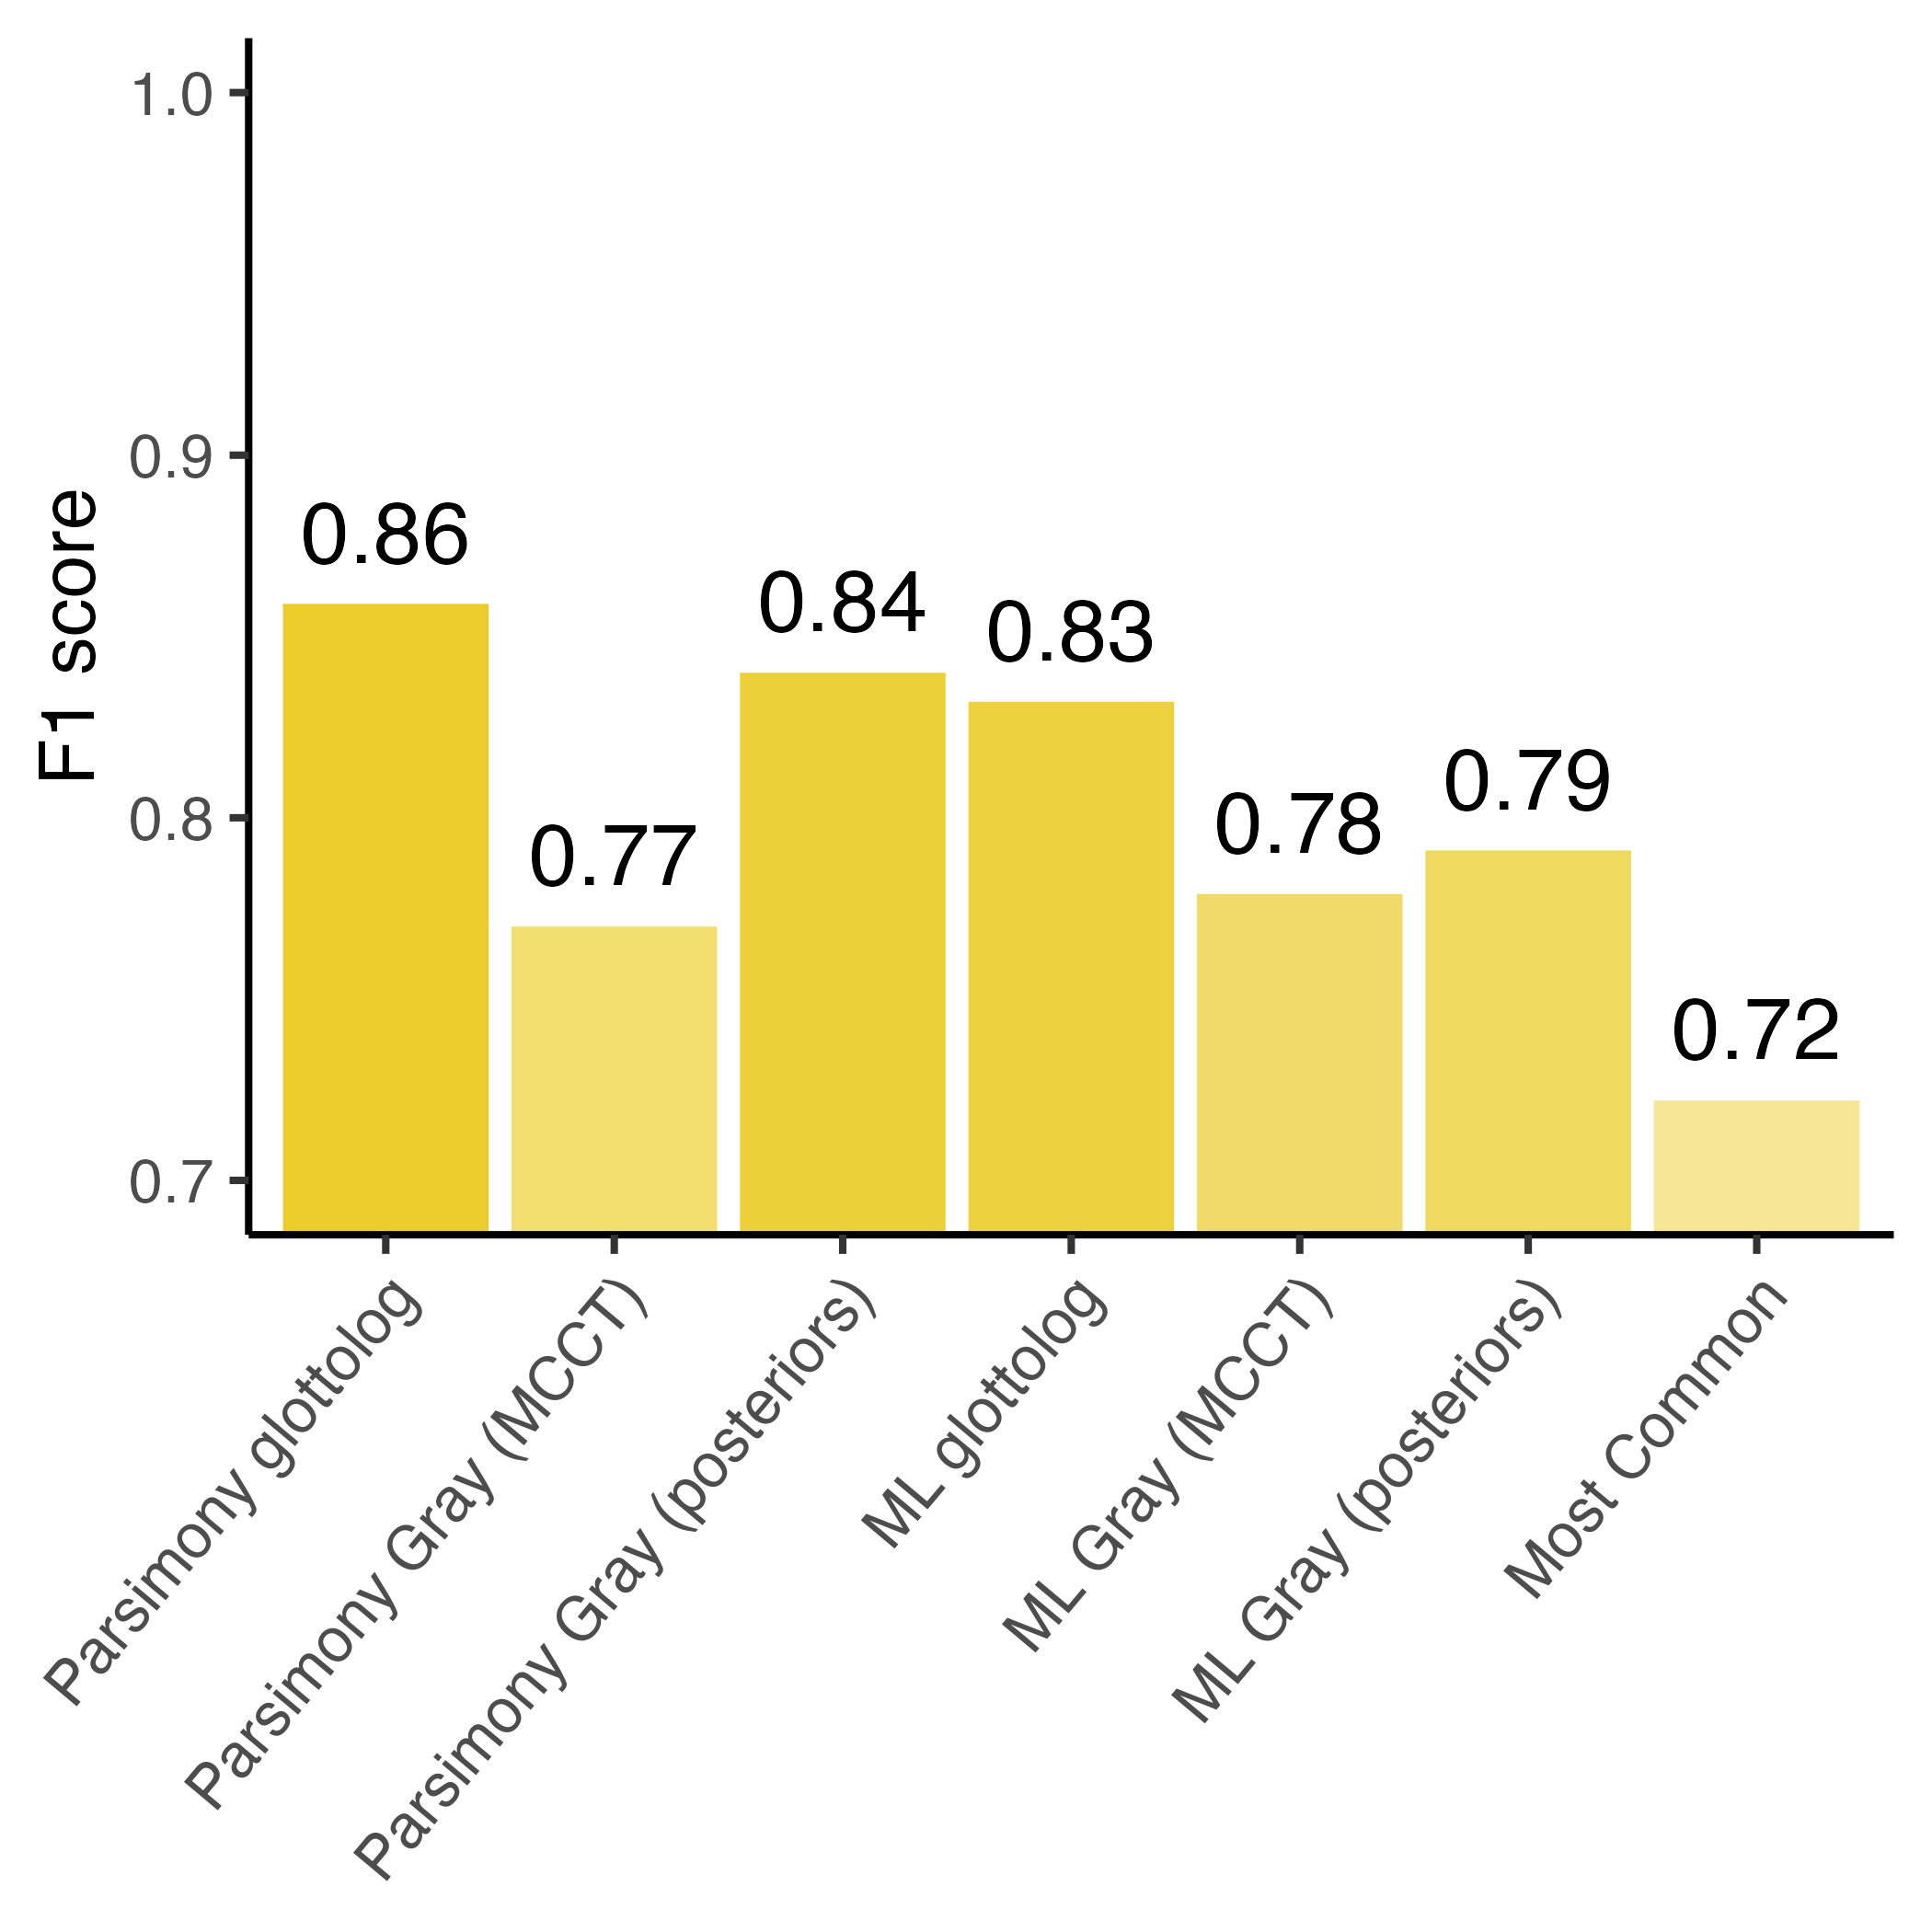 F1 score
1.0
0.9
0.8
0.7
0.86
0.77
0.84
0.83
0.78
0.79
0.72
Parsimony glottolog
Parsimony Gray (MCCT)
Parsimony Gray (posteriors)
ML glottolog
ML Gray (MCCT)
ML Gray (posteriors)
Most Common